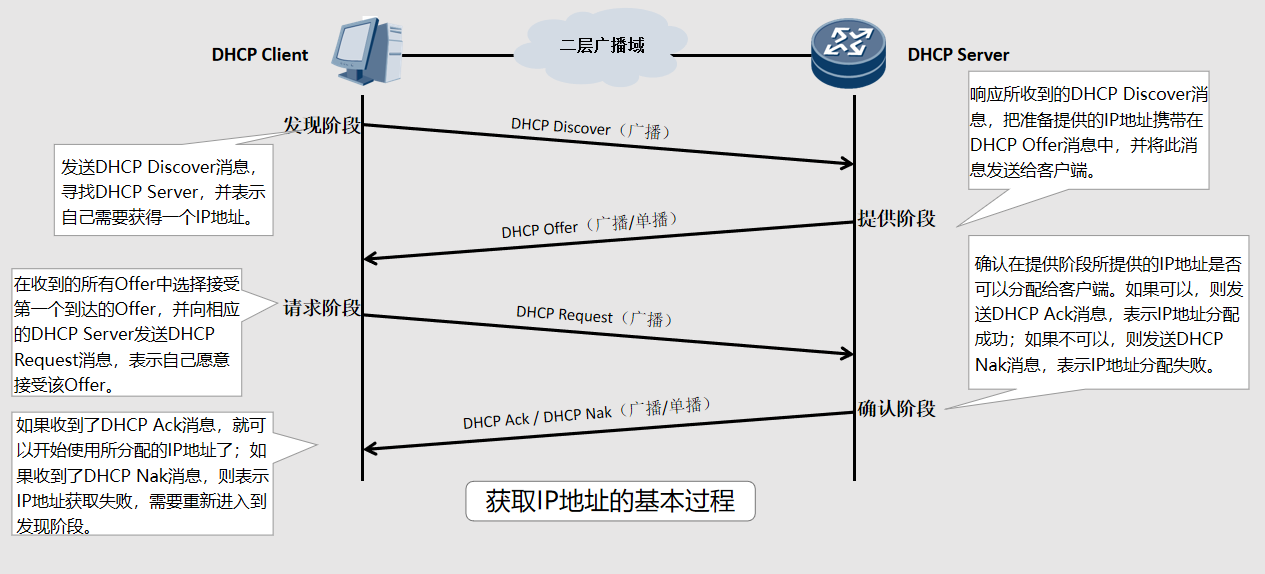 DHCP Client
二层广播域
DHCP Server
响应所收到的DHCP Discover消
息，把准备提供的IP地址携带在
DHCP Offer消息中，并将此消
息发送给客户端。
发现阶段
DHCP Discover（广播）
发送DHCP Discover消息，
寻找DHCP Server，并表示
自己需要获得一个IP地址。
提供阶段
DHCP Offer（广播/单播）
在收到的所有Offer中选择接受
第一个到达的Offer，并向相应
的DHCP Server发送DHCP
Request消息，表示自己愿意
接受该Offer。
请求阶段
DHCP Request（广播）
确认在提供阶段所提供的IP地址是否
可以分配给客户端。如果可以，则发
送DHCP Ack消息，表示IP地址分配
成功；如果不可以，则发送DHCP
Nak消息，表示IP地址分配失败。
确认阶段
DHCP Ack / DHCP Nak（广播/单播）
如果收到了DHCP Ack消息，就可
以开始使用所分配的IP地址了；如
果收到了DHCP Nak消息，则表示
IP地址获取失败，需要重新进入到
发现阶段。
获取IP地址的基本过程